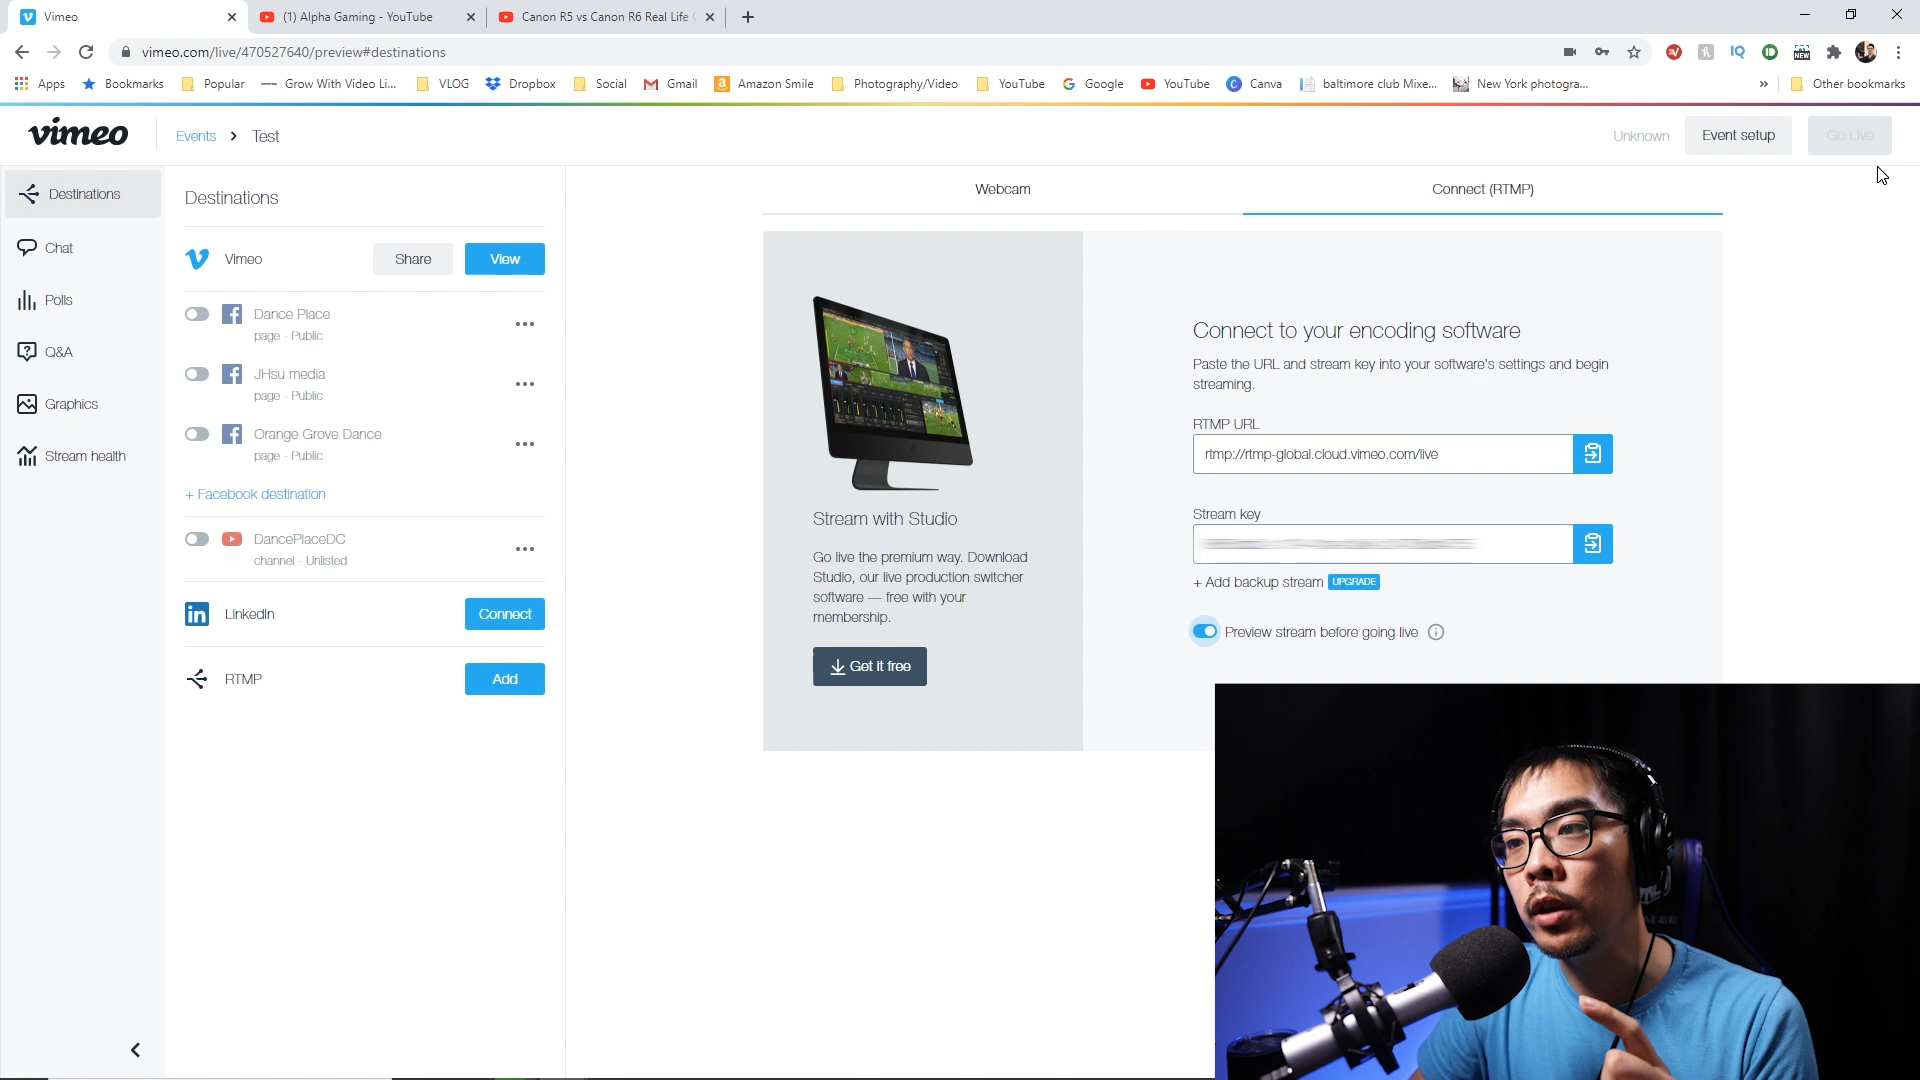 Vimeo
(1) Alpha Gaming - YouTube
Canon R5 vs Canon R6 Real Life
vimeo.com/live/470527640/preview#destinations
Apps
Bookmarks
Popular
Grow With Video Li...
VLOG
Dropbox
Social
Gmail
Amazon Smile
Photography/Video
YouTube
Google
YouTube
Canva
baltimore club Mixe...
New York photogra...
»
Other bookmarks
vimeo
Events > Test
Unknown
Event setup
Go Live
Destinations
Chat
Polls
Q&A
Graphics
Stream health
Destinations
Vimeo
Share
View
Dance Place
page - Public
JHsu media
page - Public
Orange Grove Dance
page - Public
+ Facebook destination
DancePlaceDC
channel - Unlisted
LinkedIn
Connect
RTMP
Add
Webcam
Connect (RTMP)
Stream with Studio
Go live the premium way. Download
Studio, our live production switcher
software — free with your
membership.
Get it free
Connect to your encoding software
Paste the URL and stream key into your software's settings and begin
streaming.
RTMP URL
rtmp://rtmp-global.cloud.vimeo.com/live
Stream key
+ Add backup stream UPGRADE
Preview stream before going live